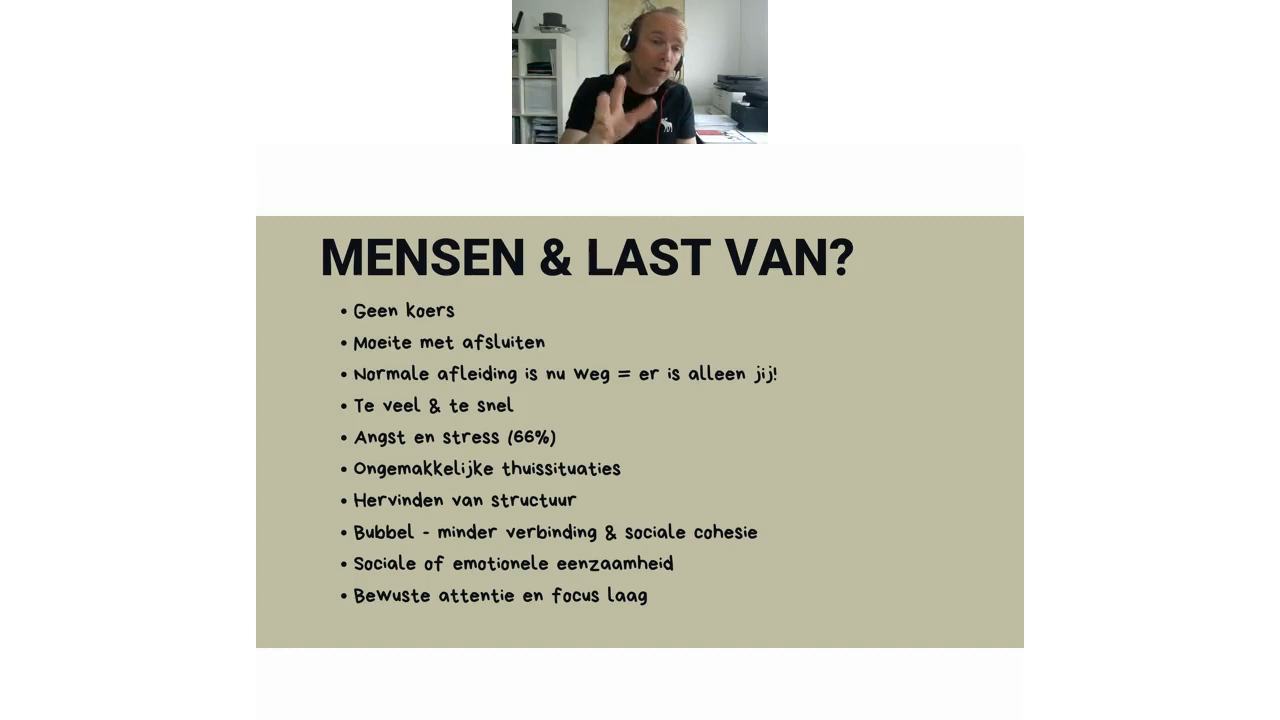 MENSEN & LAST VAN?
• Geen koers
• Moeite met afsluiten
• Normale afleiding is nu weg = er is alleen jij!
• Te veel & te snel
• Angst en stress (66%)
• Ongemakkelijke thuissituaties
• Hervinden van structuur
• Bubbel - minder verbinding & sociale cohesie
• Sociale of emotionele eenzaamheid
• Bewuste attentie en focus laag